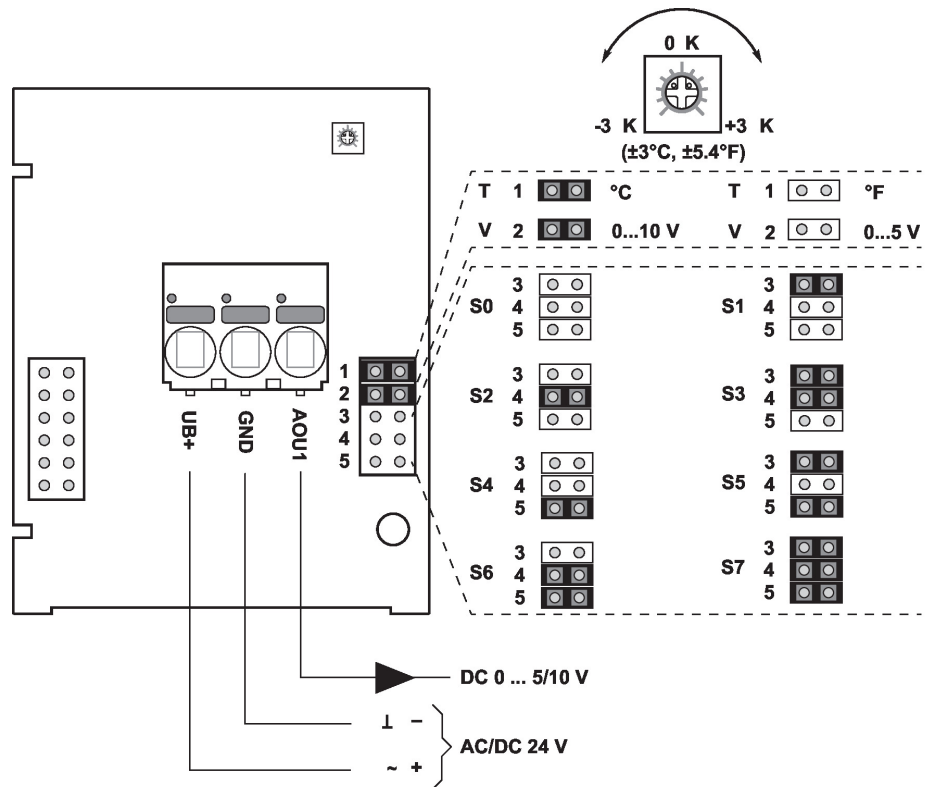 0 K
-3 K +3 K
(±3°C, ±5.4°F)
T 1 °C T 1 °F
V 2 0...10 V V 2 0...5 V
S0 3 4 5
S1 3 4 5
S2 3 4 5
S3 3 4 5
S4 3 4 5
S5 3 4 5
S6 3 4 5
S7 3 4 5
1
2
3
4
5
UB+
GND
AOU1
DC 0 ... 5/10 V
⊥ –
AC/DC 24 V
~ +